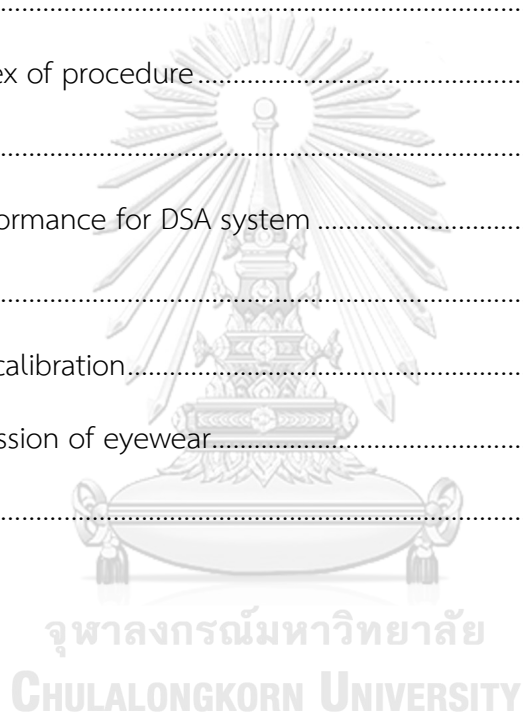 ................................................................
ex of procedure........................................
................................................................
ormance for DSA system .........................
................................................................
calibration..................................................
ssion of eyewear........................................
................................................................
จุฬาลงกรณ์มหาวิทยาลัย
CHULALONGKORN UNIVERSITY